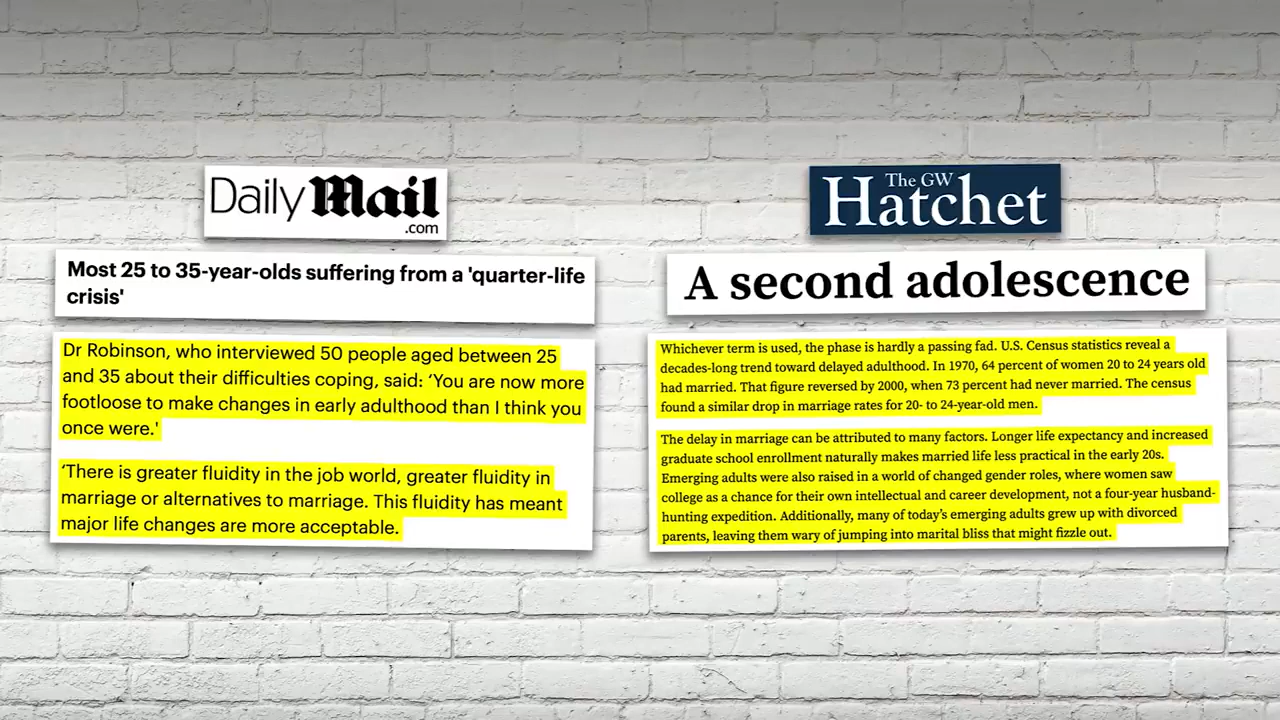 Daily Mail
.com
Most 25 to 35-year-olds suffering from a 'quarter-life
crisis'
Dr Robinson, who interviewed 50 people aged between 25
and 35 about their difficulties coping, said: ‘You are now more
footloose to make changes in early adulthood than I think you
once were.'
‘There is greater fluidity in the job world, greater fluidity in
marriage or alternatives to marriage. This fluidity has meant
major life changes are more acceptable.
The GW
Hatchet
A second adolescence
Whichever term is used, the phase is hardly a passing fad. U.S. Census statistics reveal a
decades-long trend toward delayed adulthood. In 1970, 64 percent of women 20 to 24 years old
had married. That figure reversed by 2000, when 73 percent had never married. The census
found a similar drop in marriage rates for 20- to 24-year-old men.
The delay in marriage can be attributed to many factors. Longer life expectancy and increased
graduate school enrollment naturally makes married life less practical in the early 20s.
Emerging adults were also raised in a world of changed gender roles, where women saw
college as a chance for their own intellectual and career development, not a four-year husband-
hunting expedition. Additionally, many of today’s emerging adults grew up with divorced
parents, leaving them wary of jumping into marital bliss that might fizzle out.